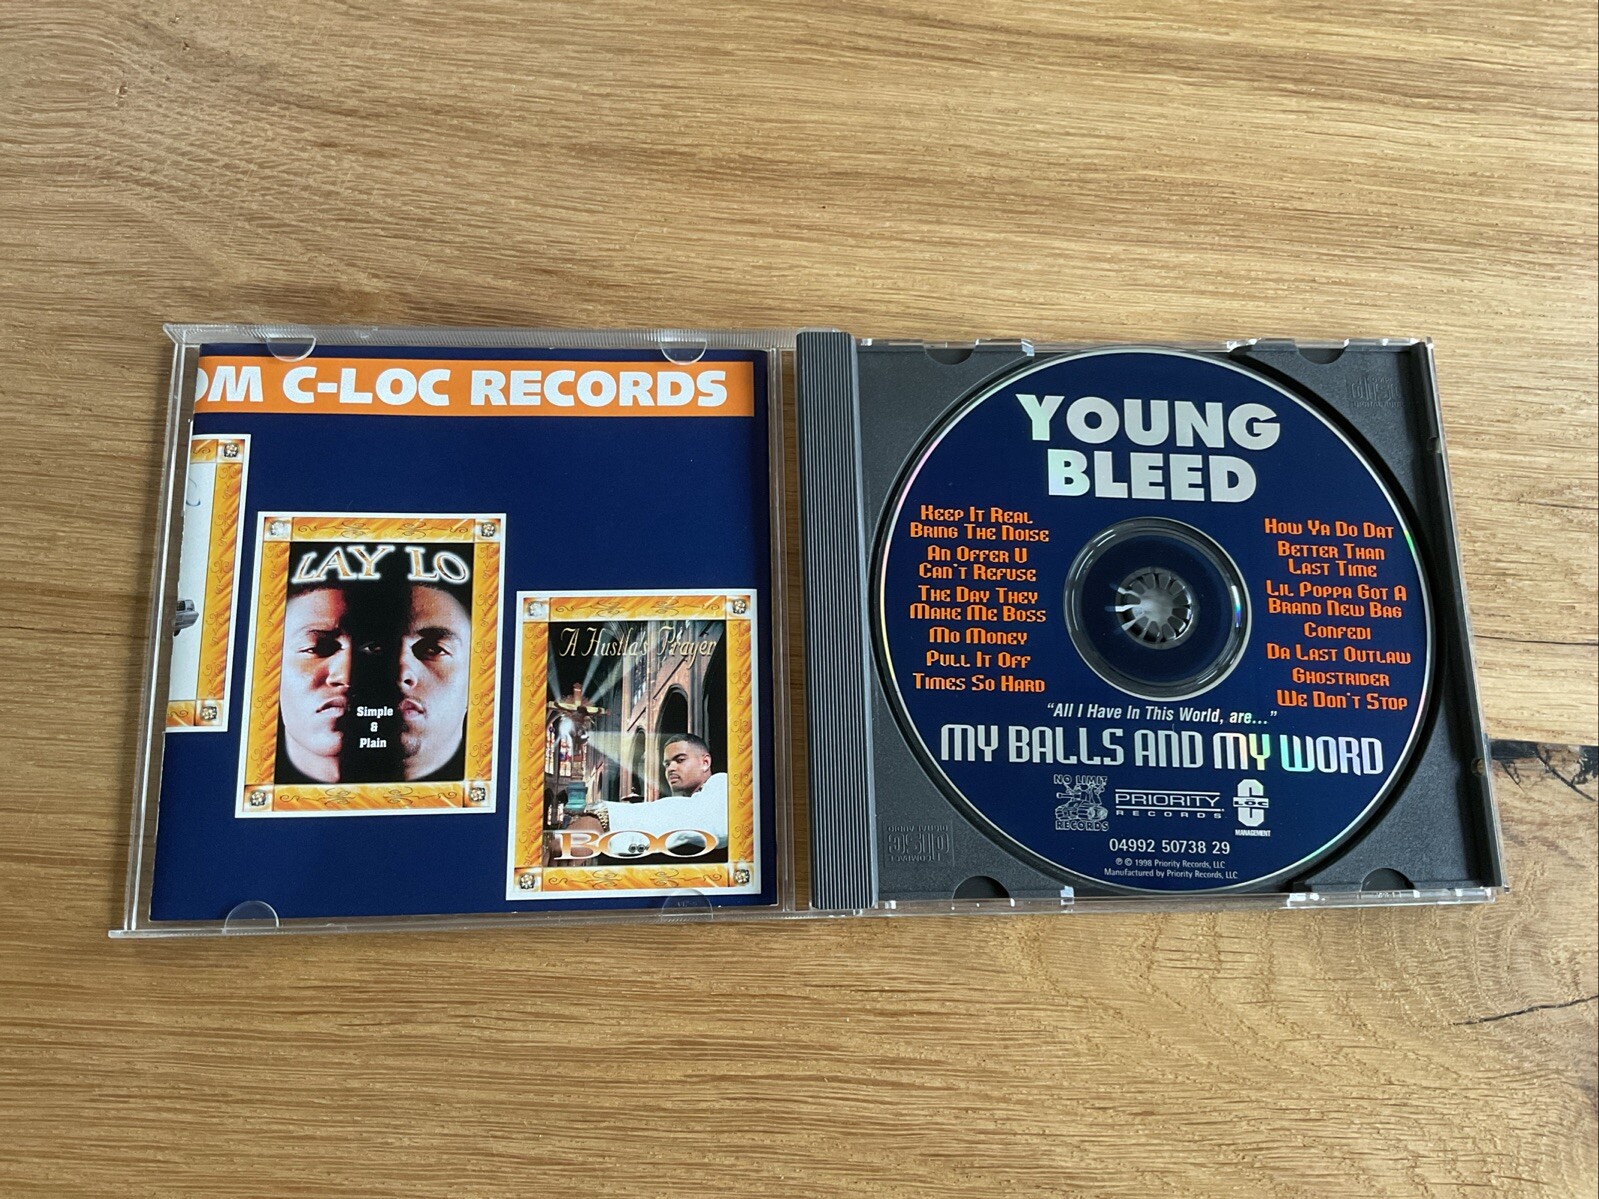 OM C-LOC RECORDS
LAY LO
Simple
&
Plain
A Hustla's Prayer
BOO
YOUNG
BLEED
Keep It Real
Bring The Noise
An Offer U
Can't Refuse
The Day They
Make Me Boss
Mo Money
Pull It Off
Times So Hard
How Ya Do Dat
Better Than
Last Time
Lil Poppa Got A
Brand New Bag
Confedi
Da Last Outlaw
Ghostrider
We Don't Stop
"All I Have In This World, are..."
MY BALLS AND MY WORD
NO LIMIT
RECORDS
PRIORITY
RECORDS
C
LOC
MANAGEMENT
04992 50738 29
℗ © 1998 Priority Records, LLC
Manufactured by Priority Records, LLC